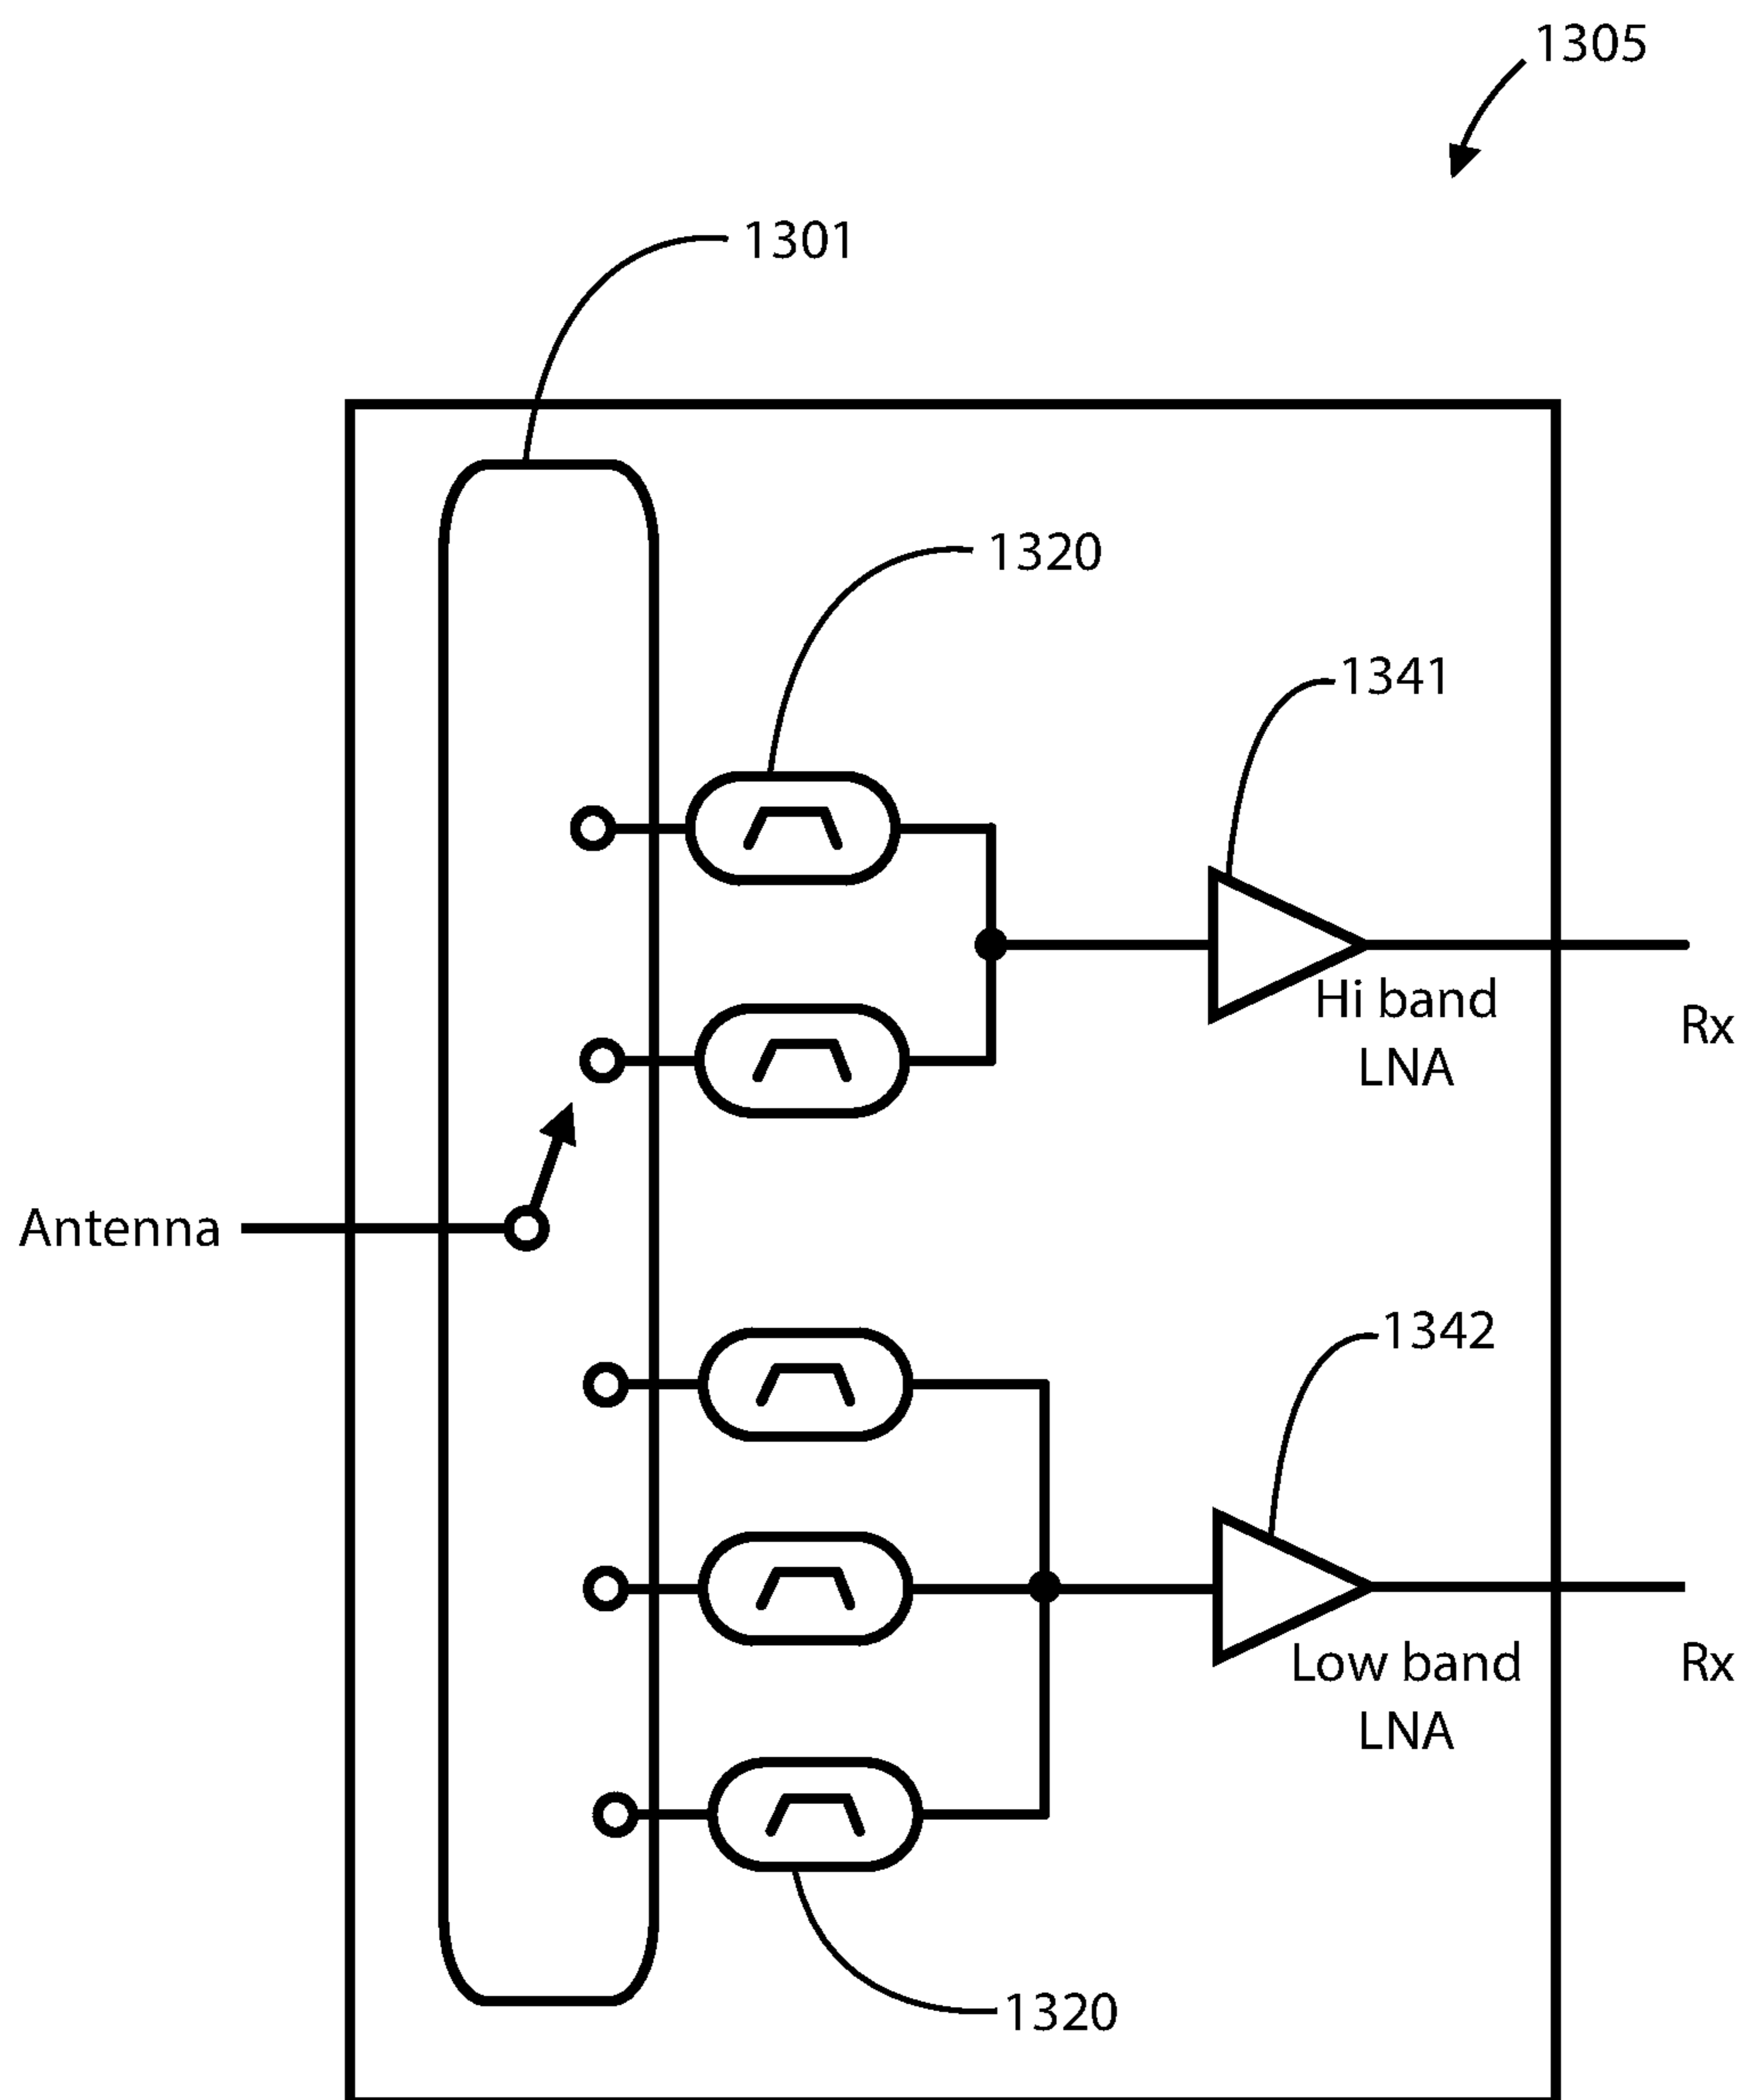 1305
1301
1320
1341
Hi band
LNA
Rx
Antenna
1342
Low band
LNA
Rx
1320